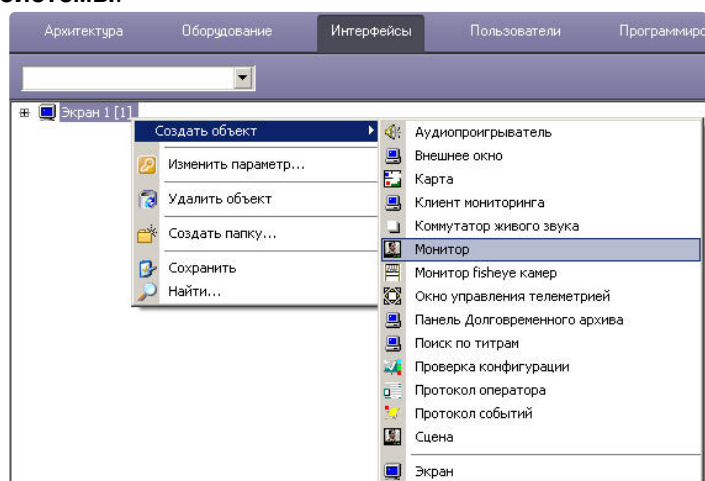 системы.
Архитектура Оборудование Интерфейсы Пользователи Программиро
Экран 1 [1]
Создать объект
Изменить параметр...
Удалить объект
Создать папку...
Сохранить
Найти...
Аудиопроигрыватель
Внешнее окно
Карта
Клиент мониторинга
Коммутатор живого звука
Монитор
Монитор fisheye камер
Окно управления телеметрией
Панель Долговременного архива
Поиск по титрам
Проверка конфигурации
Протокол оператора
Протокол событий
Сцена
Экран